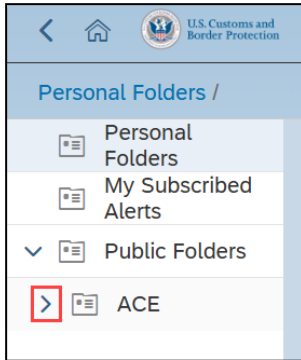 U.S. Customs and
Border Protection
Personal Folders /
Personal
Folders
My Subscribed
Alerts
Public Folders
ACE